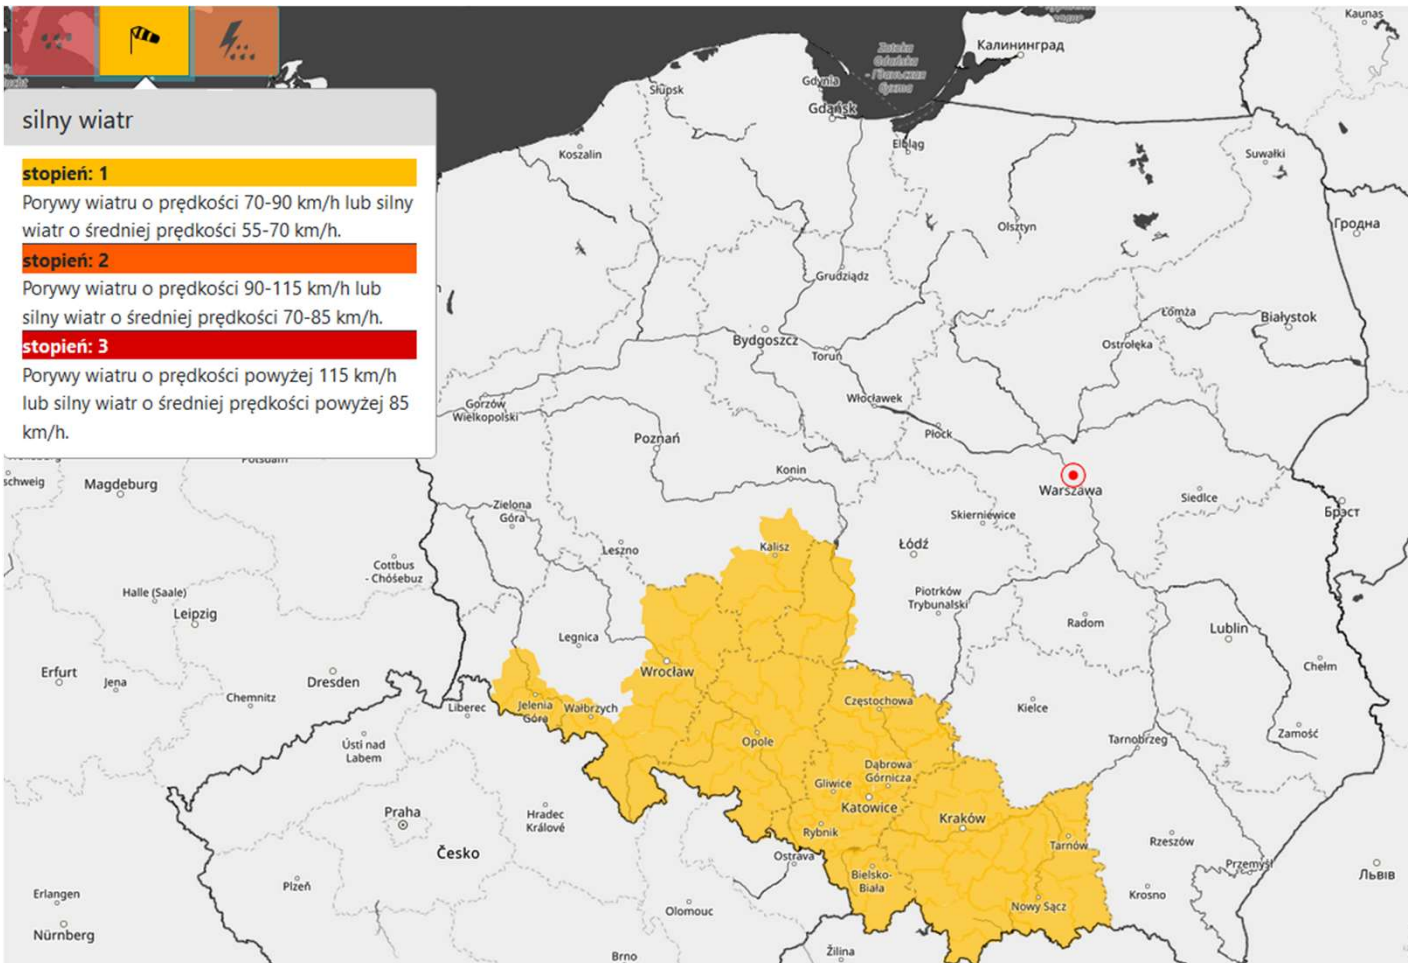 silny wiatr
stopień: 1
Porywy wiatru o prędkości 70-90 km/h lub silny
wiatr o średniej prędkości 55-70 km/h.
stopień: 2
Porywy wiatru o prędkości 90-115 km/h lub
silny wiatr o średniej prędkości 70-85 km/h.
stopień: 3
Porywy wiatru o prędkości powyżej 115 km/h
lub silny wiatr o średniej prędkości powyżej 85
km/h.
Kaunas
Калининград
Zatoka
Gdańska
- Гданьская
бухта
Gdynia
Słupsk
Gdańsk
Elbląg
Koszalin
Suwałki
Гродна
Olsztyn
Grudziądz
Łomża
Białystok
Bydgoszcz
Ostrołęka
Toruń
Włocławek
Gorzów
Wielkopolski
Płock
Poznań
Konin
schweig
Magdeburg
Warszawa
Siedlce
Zielona
Góra
Skierniewice
Брэст
Leszno
Kalisz
Łódź
Cottbus
- Chóśebuz
Halle (Saale)
Piotrków
Trybunalski
Leipzig
Radom
Lublin
Legnica
Chełm
Erfurt
Jena
Dresden
Wrocław
Chemnitz
Liberec
Jelenia
Góra
Wałbrzych
Częstochowa
Kielce
Zamość
Tarnobrzeg
Ústí nad
Labem
Opole
Dąbrowa
Górnicza
Gliwice
Katowice
Praha
Hradec
Králové
Kraków
Rybnik
Tarnów
Rzeszów
Česko
Ostrava
Przemyśl
Львів
Bielsko-
Biała
Plzeň
Erlangen
Krosno
Nowy Sącz
Olomouc
Nürnberg
Brno
Žilina